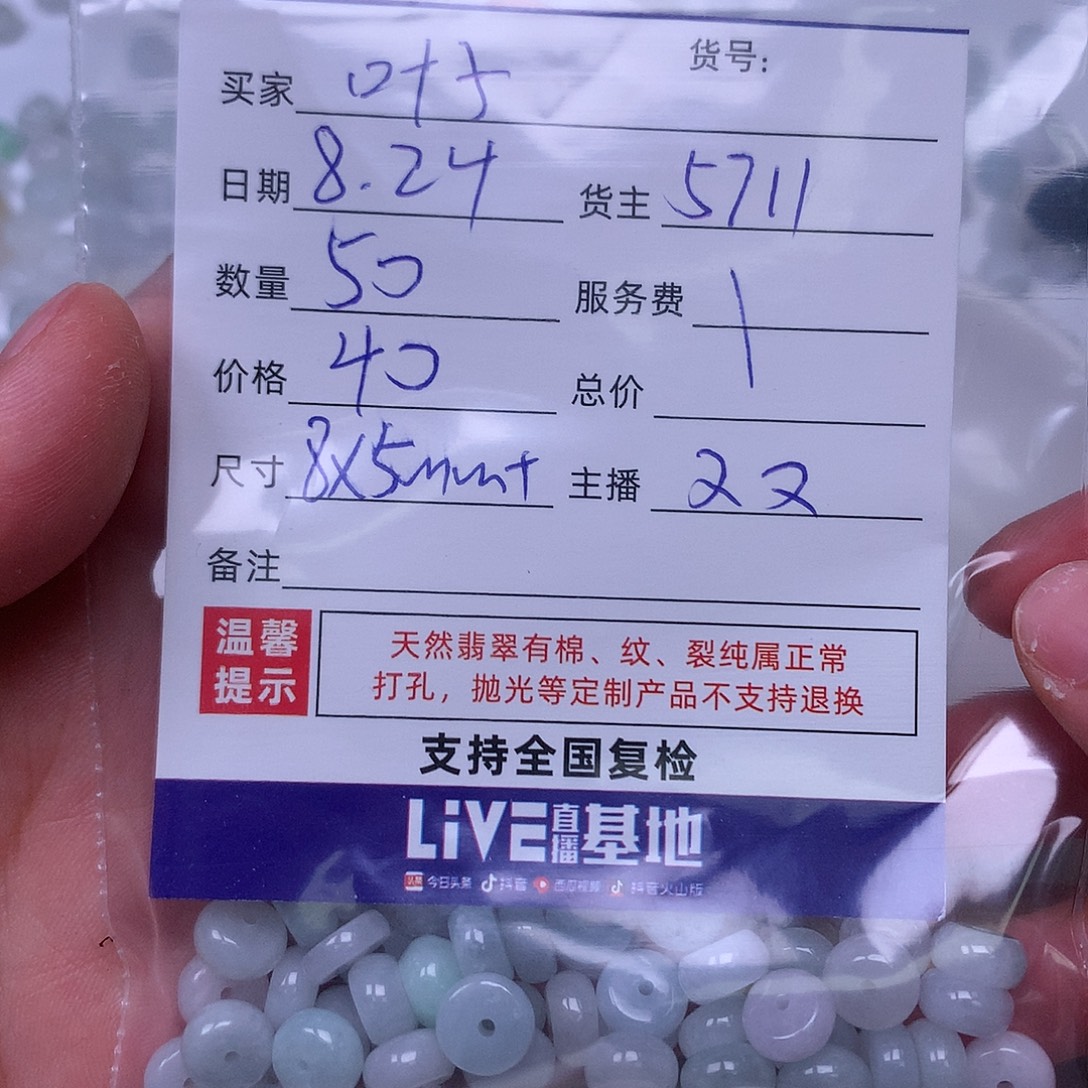 货号:
买家
日期 8.24 货主 5711
数量 50 服务费
价格 40 总价
尺寸 8x5mm+ 主播 又又
备注
温馨提示
天然翡翠有棉、纹、裂纯属正常
打孔，抛光等定制产品不支持退换
支持全国复检
LiVE直播基地
头条 今日头条 抖音 西瓜视频 抖音火山版